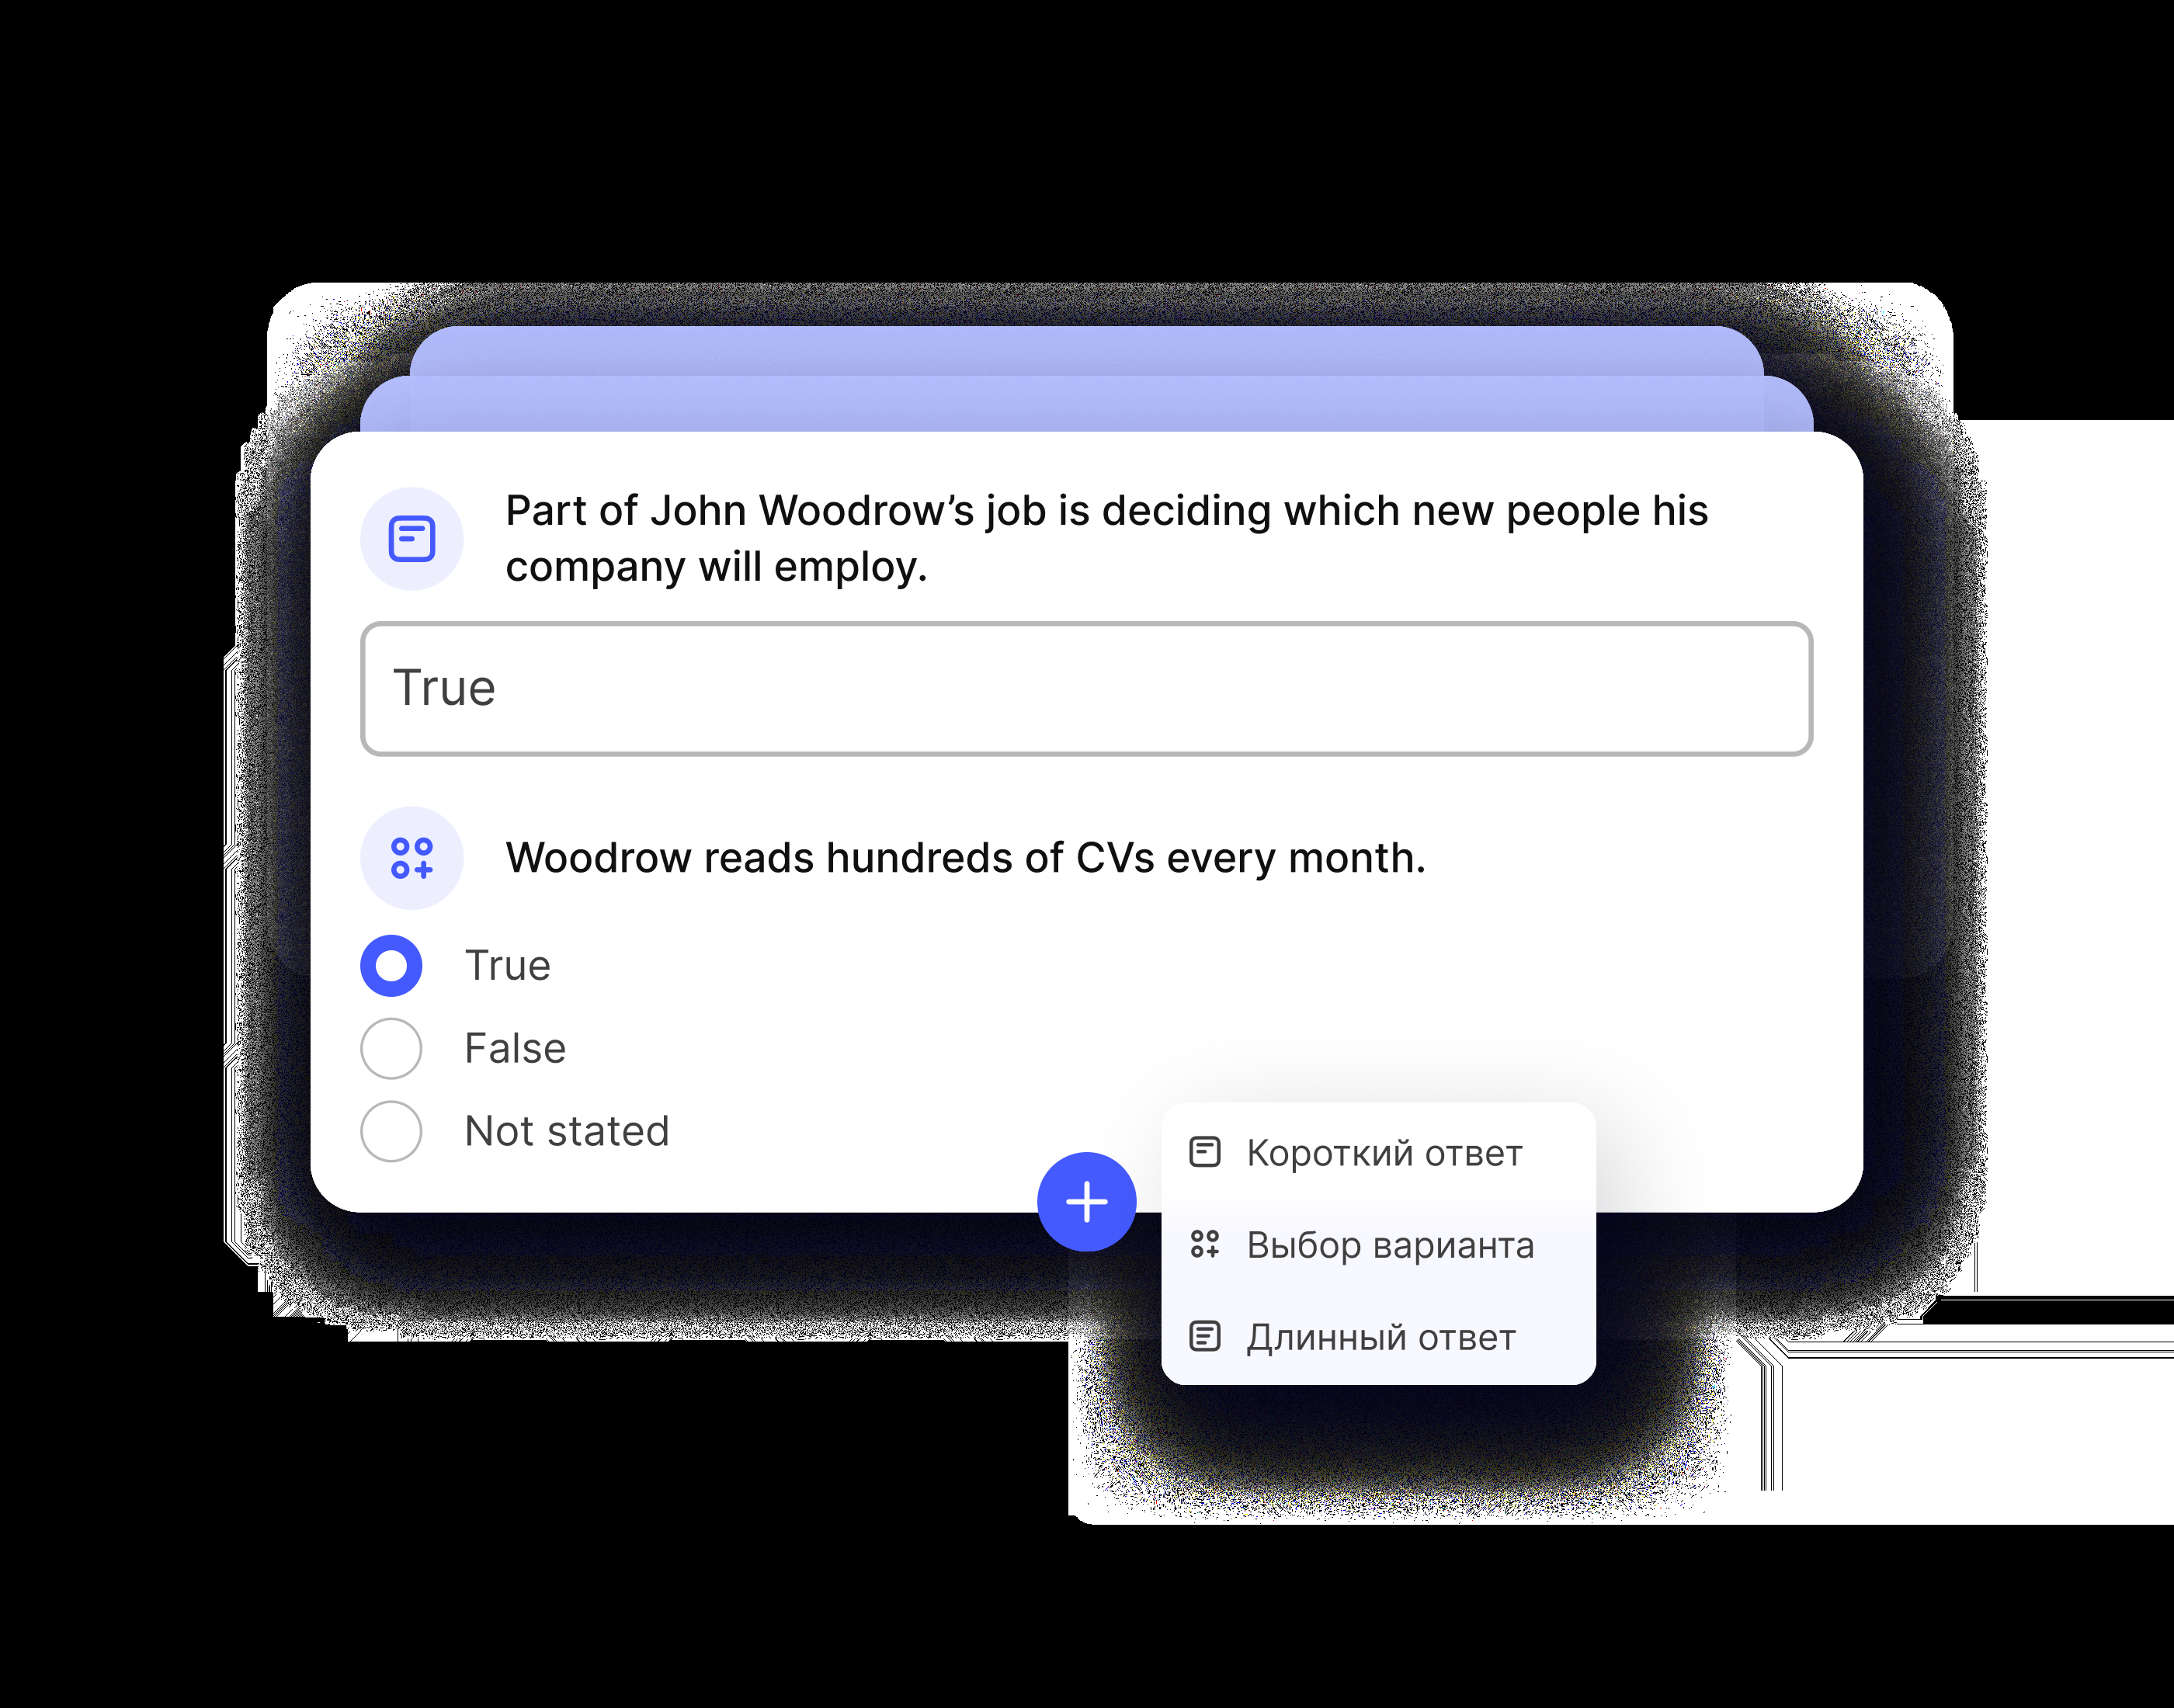 Part of John Woodrow’s job is deciding which new people his
company will employ.
True
Woodrow reads hundreds of CVs every month.
True
False
Not stated
Короткий ответ
Выбор варианта
Длинный ответ